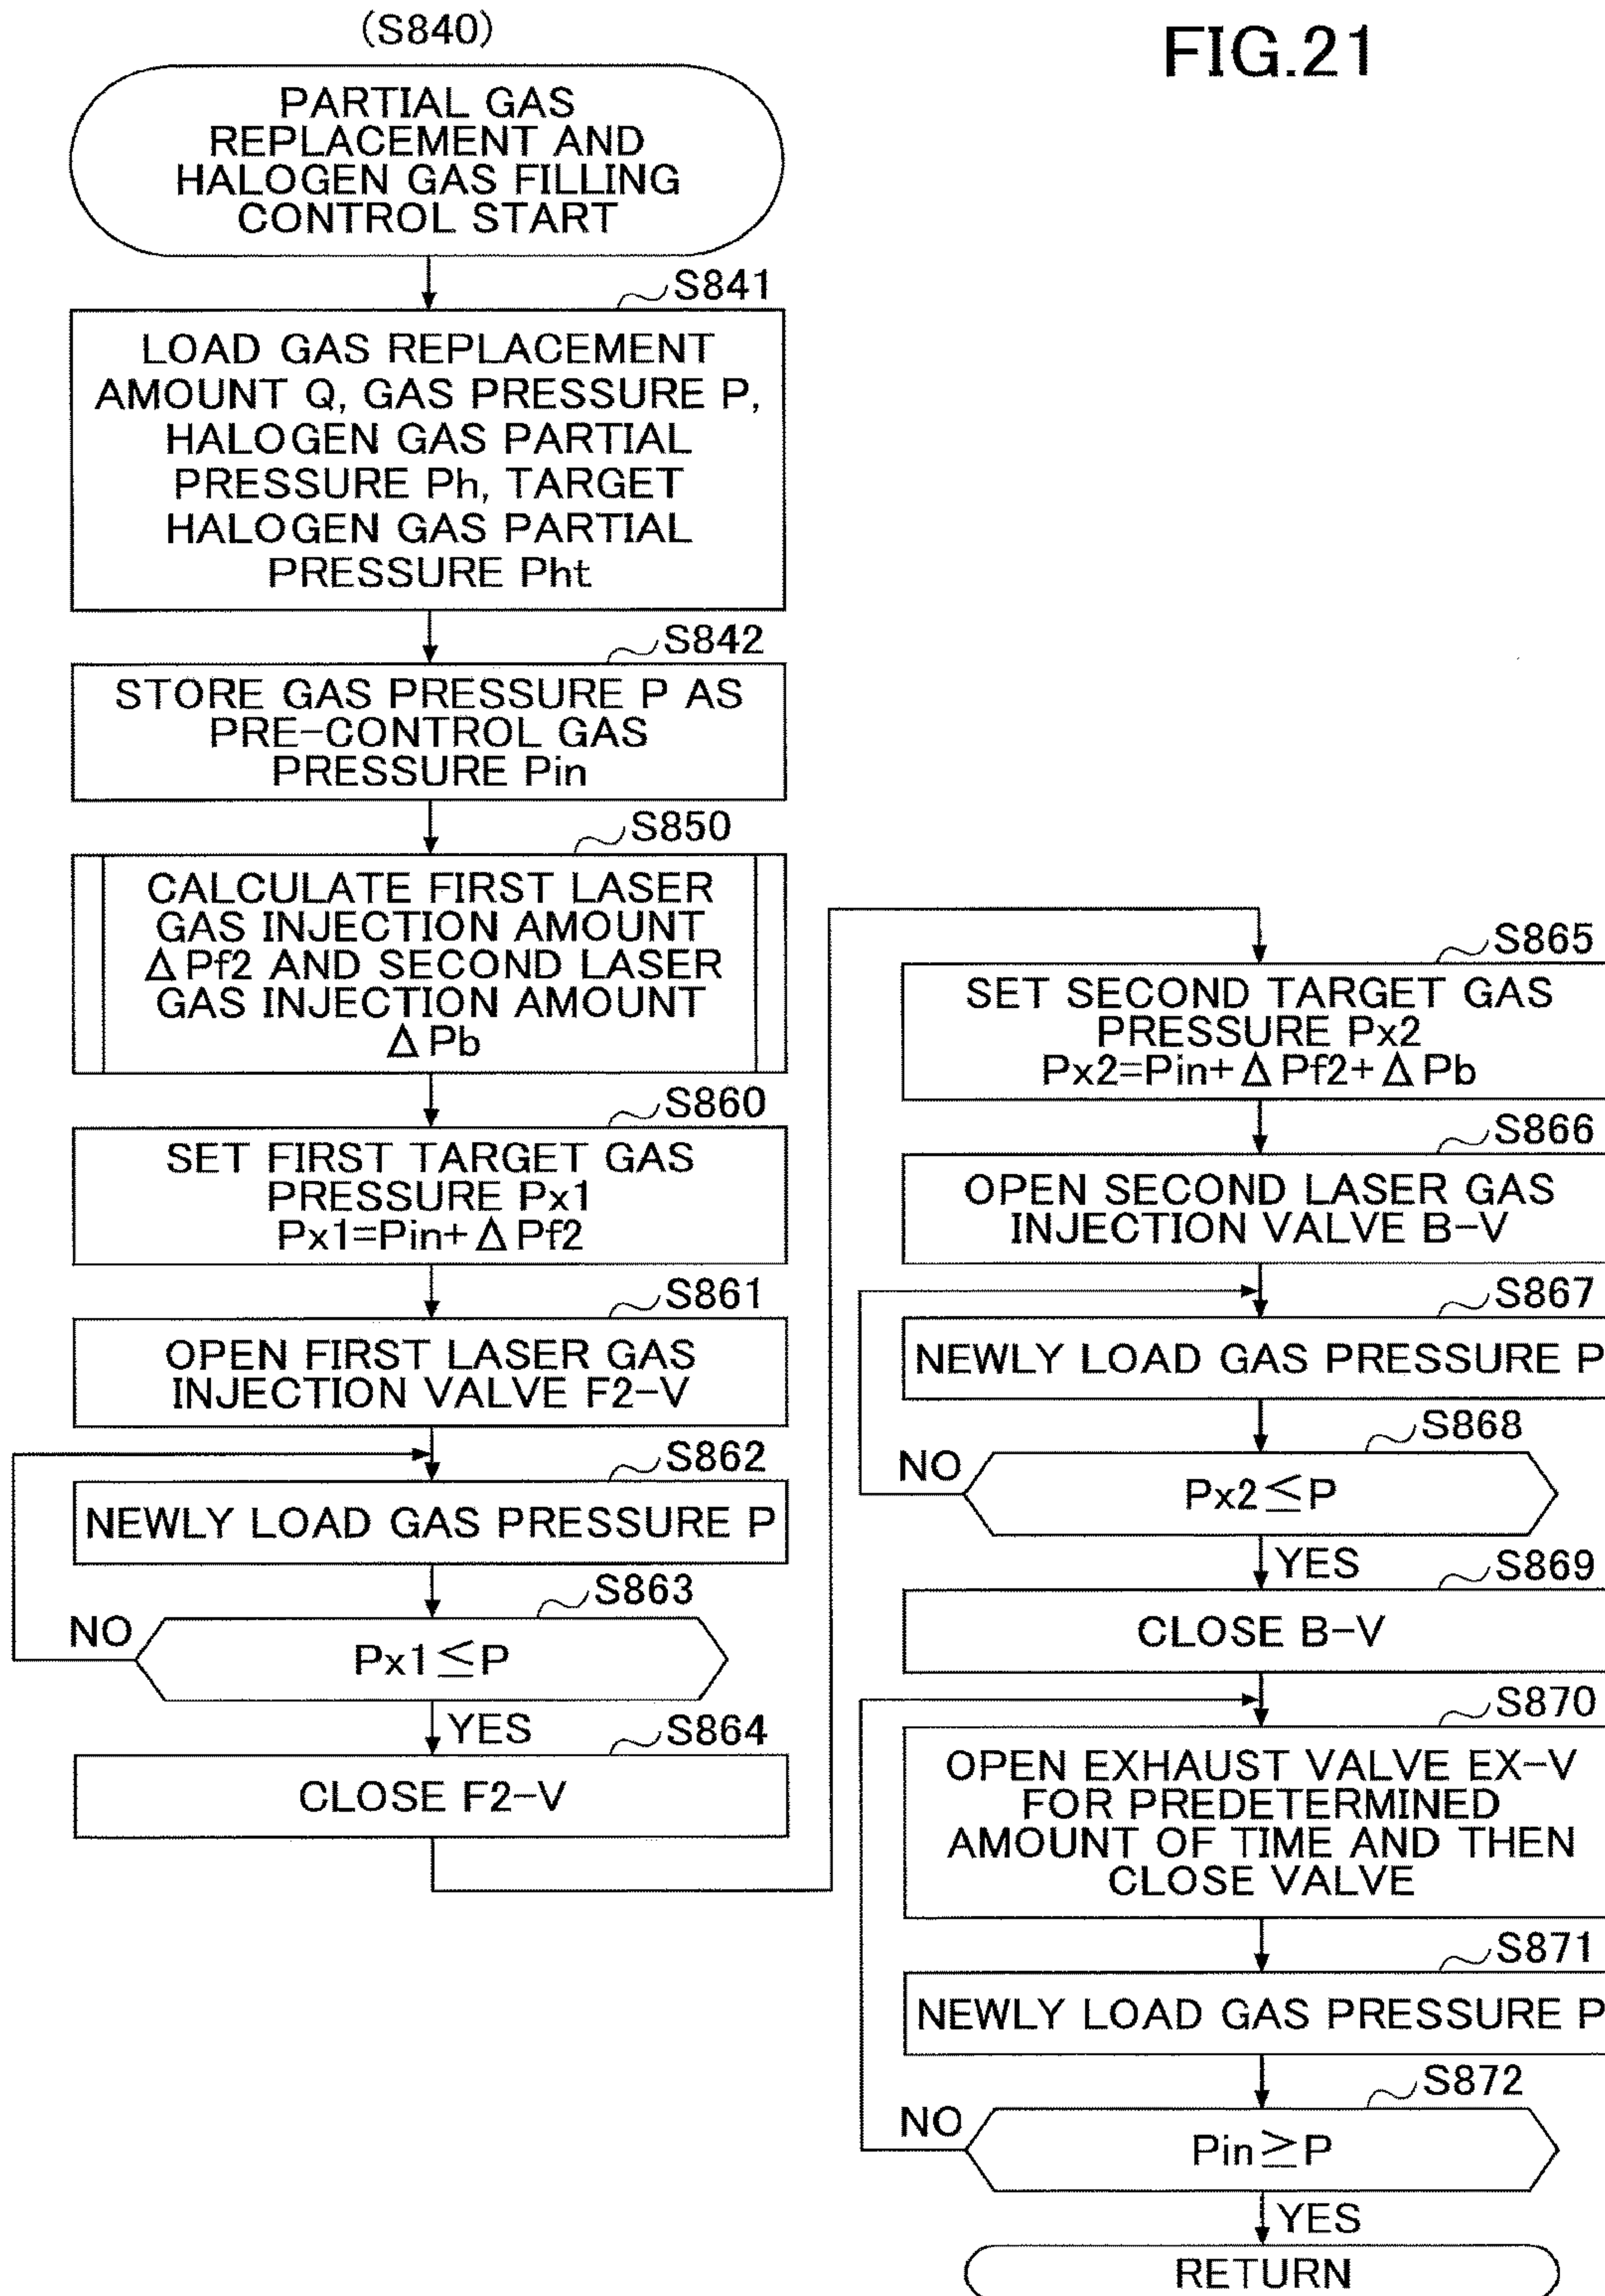 (S840)
FIG.21
PARTIAL GAS
REPLACEMENT AND
HALOGEN GAS FILLING
CONTROL START
S841
LOAD GAS REPLACEMENT
AMOUNT Q, GAS PRESSURE P,
HALOGEN GAS PARTIAL
PRESSURE Ph, TARGET
HALOGEN GAS PARTIAL
PRESSURE Pht
S842
STORE GAS PRESSURE P AS
PRE-CONTROL GAS
PRESSURE Pin
S850
CALCULATE FIRST LASER
GAS INJECTION AMOUNT
ΔPf2 AND SECOND LASER
GAS INJECTION AMOUNT
ΔPb
S860
SET FIRST TARGET GAS
PRESSURE Px1
Px1=Pin+ΔPf2
S861
OPEN FIRST LASER GAS
INJECTION VALVE F2-V
S862
NEWLY LOAD GAS PRESSURE P
S863
NO
Px1≦P
YES
S864
CLOSE F2-V
S865
SET SECOND TARGET GAS
PRESSURE Px2
Px2=Pin+ΔPf2+ΔPb
S866
OPEN SECOND LASER GAS
INJECTION VALVE B-V
S867
NEWLY LOAD GAS PRESSURE P
S868
NO
Px2≦P
YES
S869
CLOSE B-V
S870
OPEN EXHAUST VALVE EX-V
FOR PREDETERMINED
AMOUNT OF TIME AND THEN
CLOSE VALVE
S871
NEWLY LOAD GAS PRESSURE P
S872
NO
Pin≧P
YES
RETURN